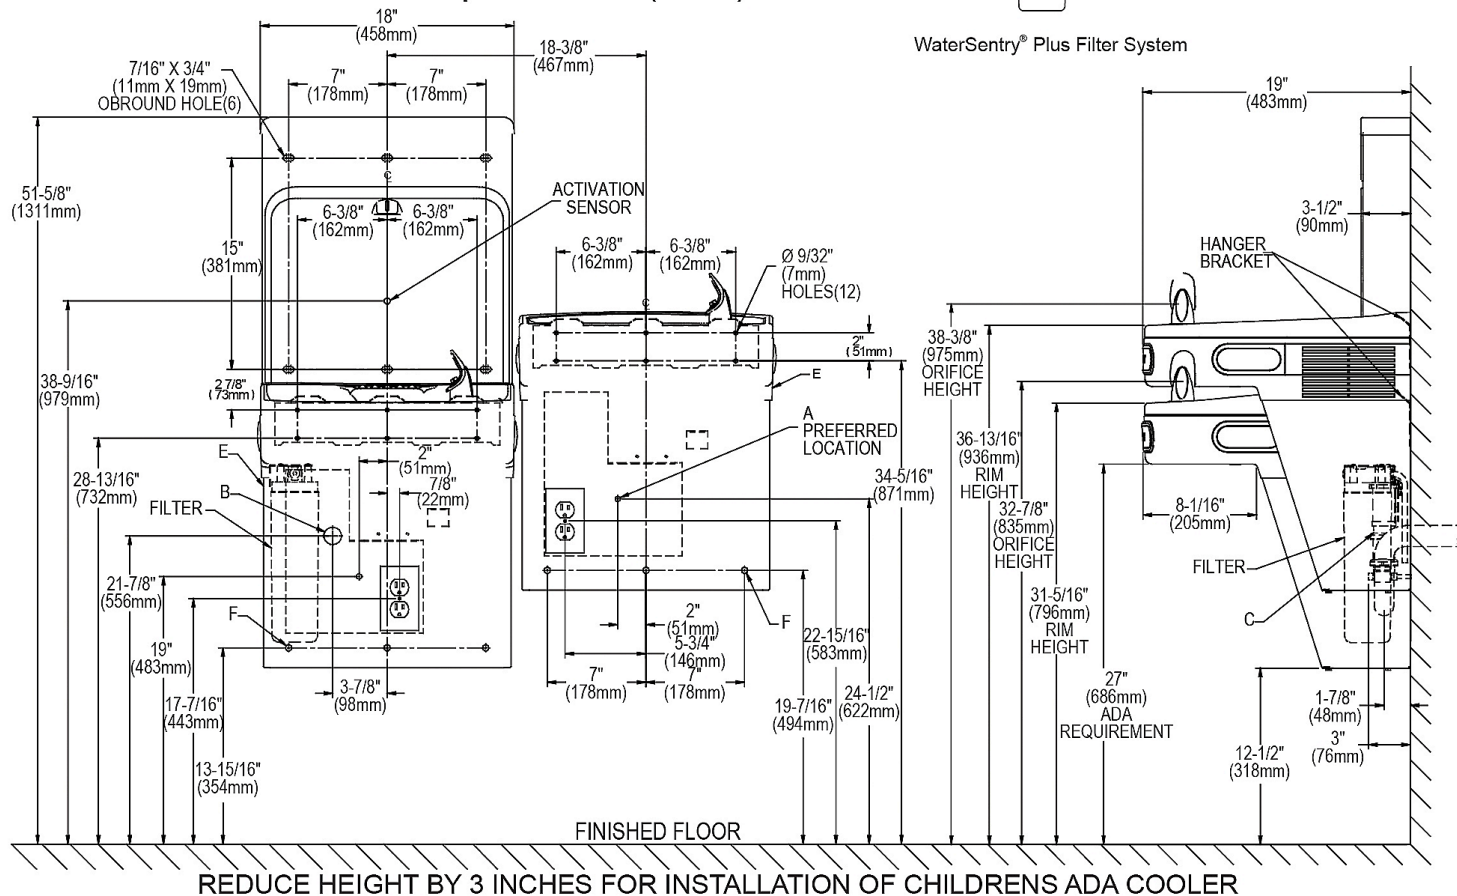 18"
(458mm)
18-3/8"
(467mm)
WaterSentry® Plus Filter System
7/16" X 3/4"
(11mm X 19mm)
OBROUND HOLE(6)
7"
(178mm)
7"
(178mm)
19"
(483mm)
51-5/8"
(1311mm)
ACTIVATION
SENSOR
6-3/8"
(162mm)
6-3/8"
(162mm)
15"
(381mm)
6-3/8"
(162mm)
6-3/8"
(162mm)
Ø 9/32"
(7mm)
HOLES(12)
3-1/2"
(90mm)
HANGER
BRACKET
2"
(51mm)
38-3/8"
(975mm)
ORIFICE
HEIGHT
38-9/16"
(979mm)
2 7/8"
(73mm)
E
A
PREFERRED
LOCATION
36-13/16"
(936mm)
RIM
HEIGHT
E
2"
(51mm)
28-13/16"
(732mm)
B
7/8"
(22mm)
FILTER
34-5/16"
(871mm)
32-7/8"
(835mm)
ORIFICE
HEIGHT
8-1/16"
(205mm)
FILTER
21-7/8"
(556mm)
31-5/16"
(796mm)
RIM
HEIGHT
C
F
2"
(51mm)
F
5-3/4"
(146mm)
22-15/16"
(583mm)
19"
(483mm)
7"
(178mm)
7"
(178mm)
3-7/8"
(98mm)
24-1/2"
(622mm)
27"
(686mm)
ADA
REQUIREMENT
1-7/8"
(48mm)
17-7/16"
(443mm)
19-7/16"
(494mm)
3"
(76mm)
13-15/16"
(354mm)
12-1/2"
(318mm)
FINISHED FLOOR
REDUCE HEIGHT BY 3 INCHES FOR INSTALLATION OF CHILDRENS ADA COOLER